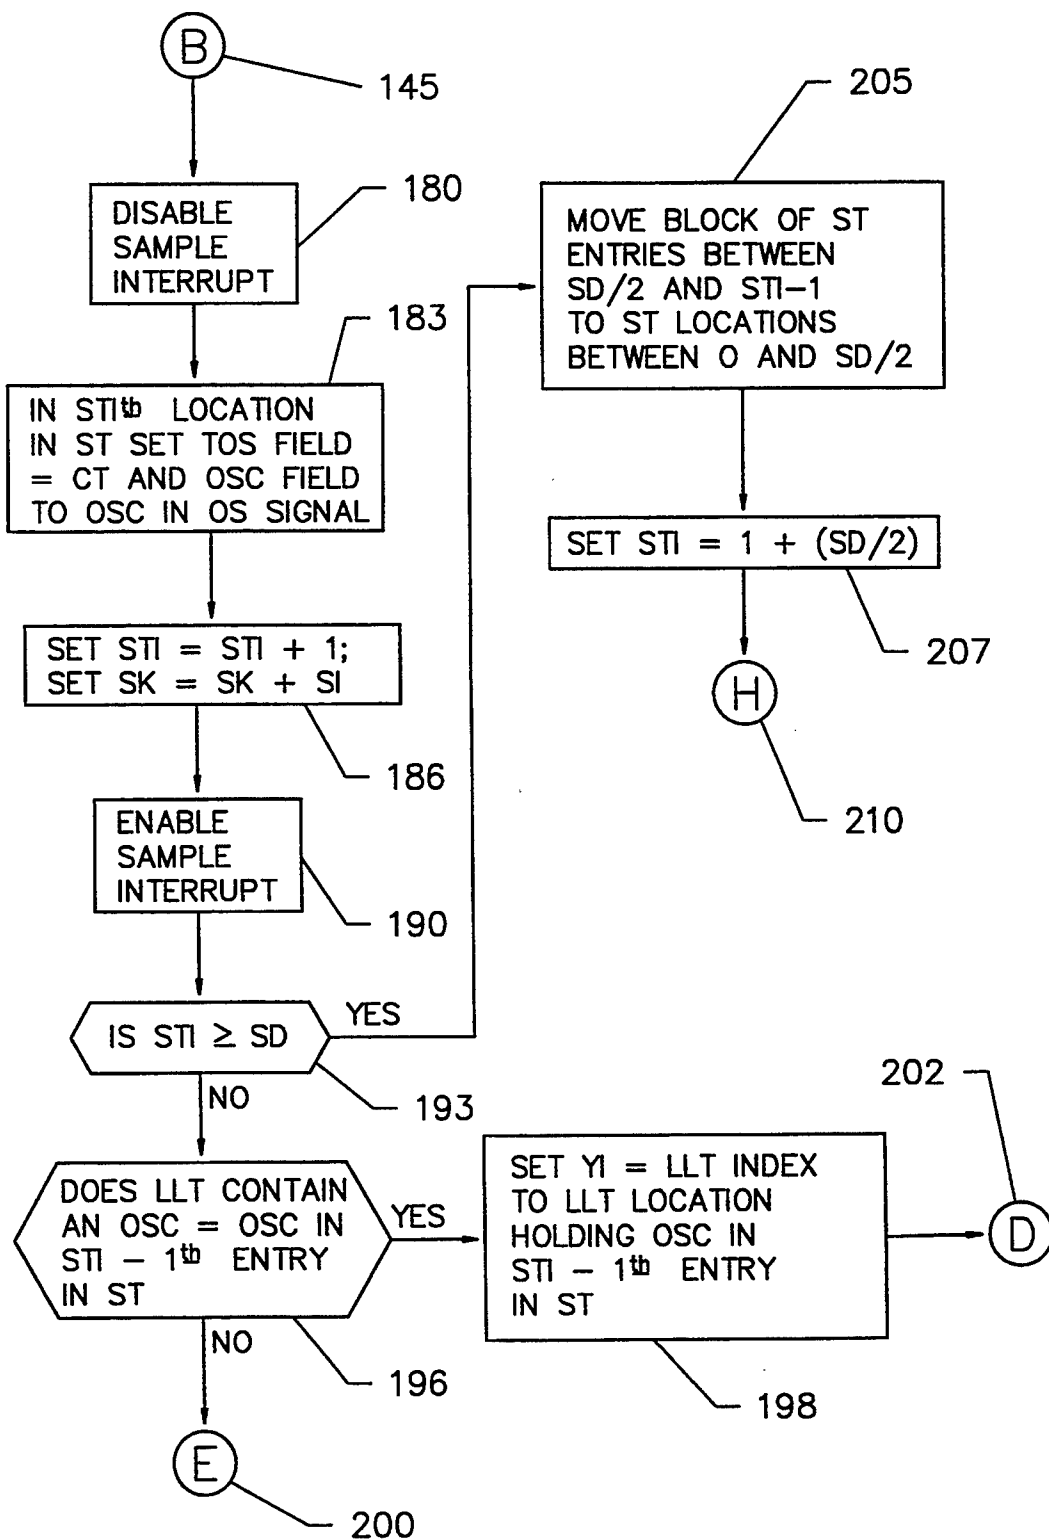 B
145
DISABLE
SAMPLE
INTERRUPT
180
IN STIth LOCATION
IN ST SET TOS FIELD
= CT AND OSC FIELD
TO OSC IN OS SIGNAL
183
SET STI = STI + 1;
SET SK = SK + SI
186
ENABLE
SAMPLE
INTERRUPT
190
IS STI ≥ SD
YES
NO
193
DOES LLT CONTAIN
AN OSC = OSC IN
STI - 1th ENTRY
IN ST
YES
NO
196
E
200
SET YI = LLT INDEX
TO LLT LOCATION
HOLDING OSC IN
STI - 1th ENTRY
IN ST
198
202
D
205
MOVE BLOCK OF ST
ENTRIES BETWEEN
SD/2 AND STI-1
TO ST LOCATIONS
BETWEEN 0 AND SD/2
SET STI = 1 + (SD/2)
207
H
210